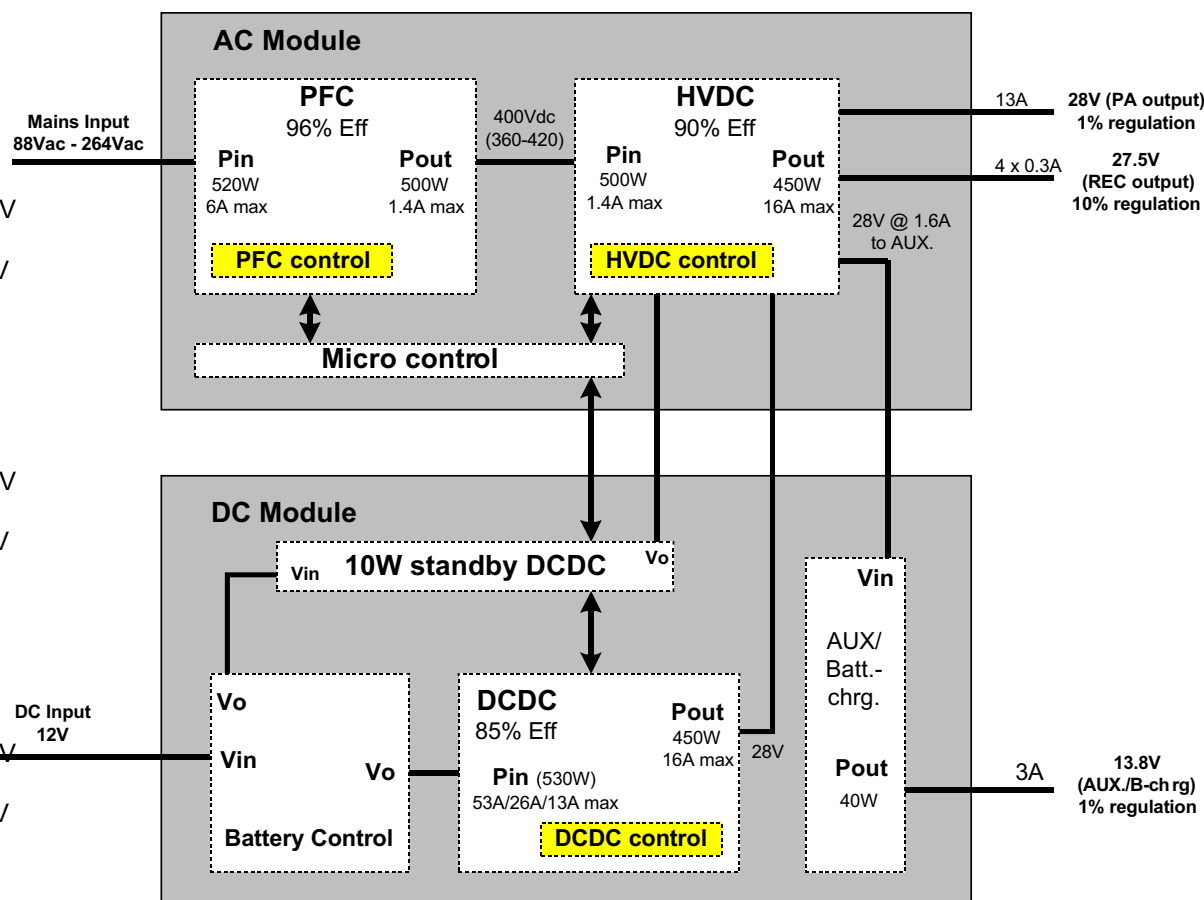 AC Module
PFC
96% Eff
Pin
520W
6A max
Pout
500W
1.4A max
PFC control
Mains Input
88Vac - 264Vac
400Vdc
(360-420)
HVDC
90% Eff
Pin
500W
1.4A max
Pout
450W
16A max
HVDC control
13A
28V (PA output)
1% regulation
4 x 0.3A
27.5V
(REC output)
10% regulation
28V @ 1.6A
to AUX.
Micro control
V
V
V
V
V
V
DC Module
Vin
10W standby DCDC
Vo
DC Input
12V
Vo
Vin
Vo
Battery Control
DCDC
85% Eff
Pout
450W
16A max
Pin (530W)
53A/26A/13A max
DCDC control
28V
Vin
AUX/
Batt.-
chrg.
Pout
40W
3A
13.8V
(AUX./B-chrg)
1% regulation